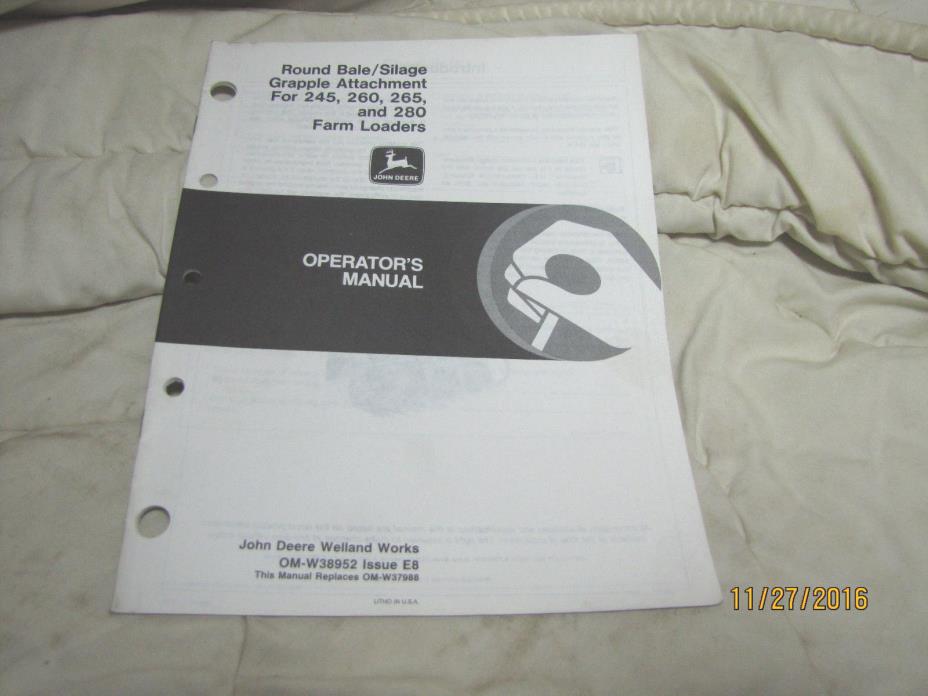 Round Bale/Silage
Grapple Attachment
For 245, 260, 265,
and 280
Farm Loaders
JOHN DEERE
OPERATOR'S
MANUAL
John Deere Welland Works
OM-W38952 Issue E8
This Manual Replaces OM-W37988
LITHO IN U.S.A.
11/27/2016